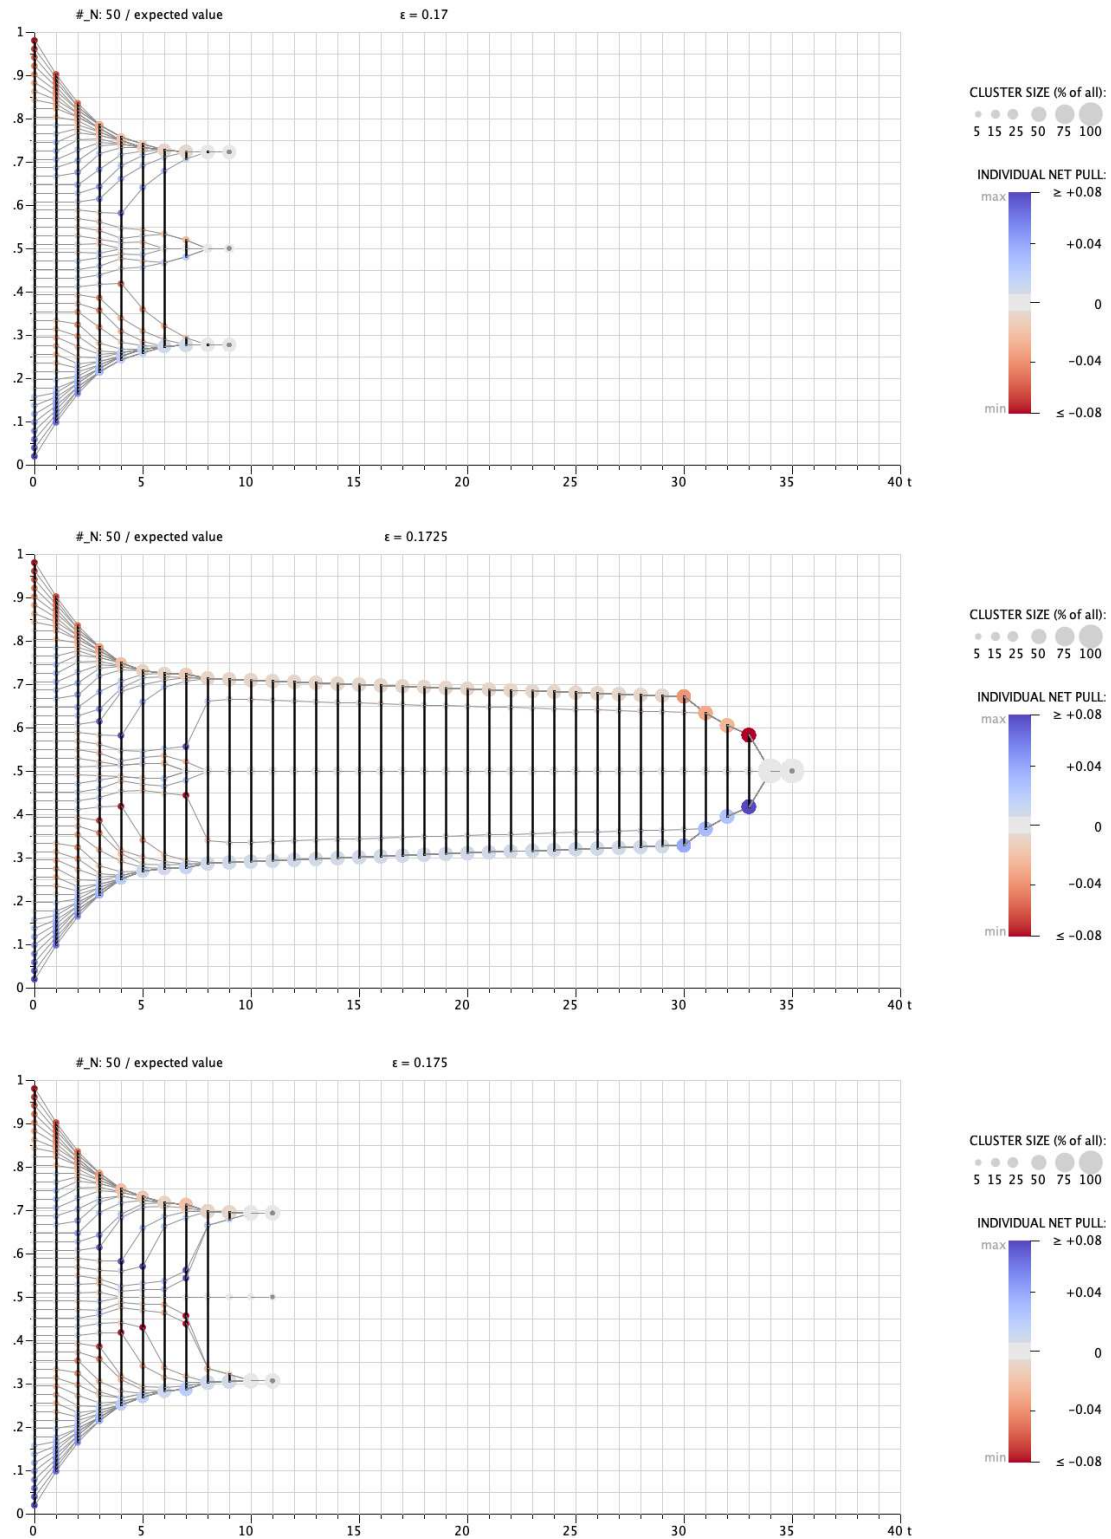 #_N: 50 / expected value ε = 0.17
1
.9
.8
.7
.6
.5
.4
.3
.2
.1
0
0 5 10 15 20 25 30 35 40 t
CLUSTER SIZE (% of all):
5 15 25 50 75 100
INDIVIDUAL NET PULL:
max ≥ +0.08
+0.04
0
−0.04
min ≤ −0.08
#_N: 50 / expected value ε = 0.1725
1
.9
.8
.7
.6
.5
.4
.3
.2
.1
0
0 5 10 15 20 25 30 35 40 t
CLUSTER SIZE (% of all):
5 15 25 50 75 100
INDIVIDUAL NET PULL:
max ≥ +0.08
+0.04
0
−0.04
min ≤ −0.08
#_N: 50 / expected value ε = 0.175
1
.9
.8
.7
.6
.5
.4
.3
.2
.1
0
0 5 10 15 20 25 30 35 40 t
CLUSTER SIZE (% of all):
5 15 25 50 75 100
INDIVIDUAL NET PULL:
max ≥ +0.08
+0.04
0
−0.04
min ≤ −0.08